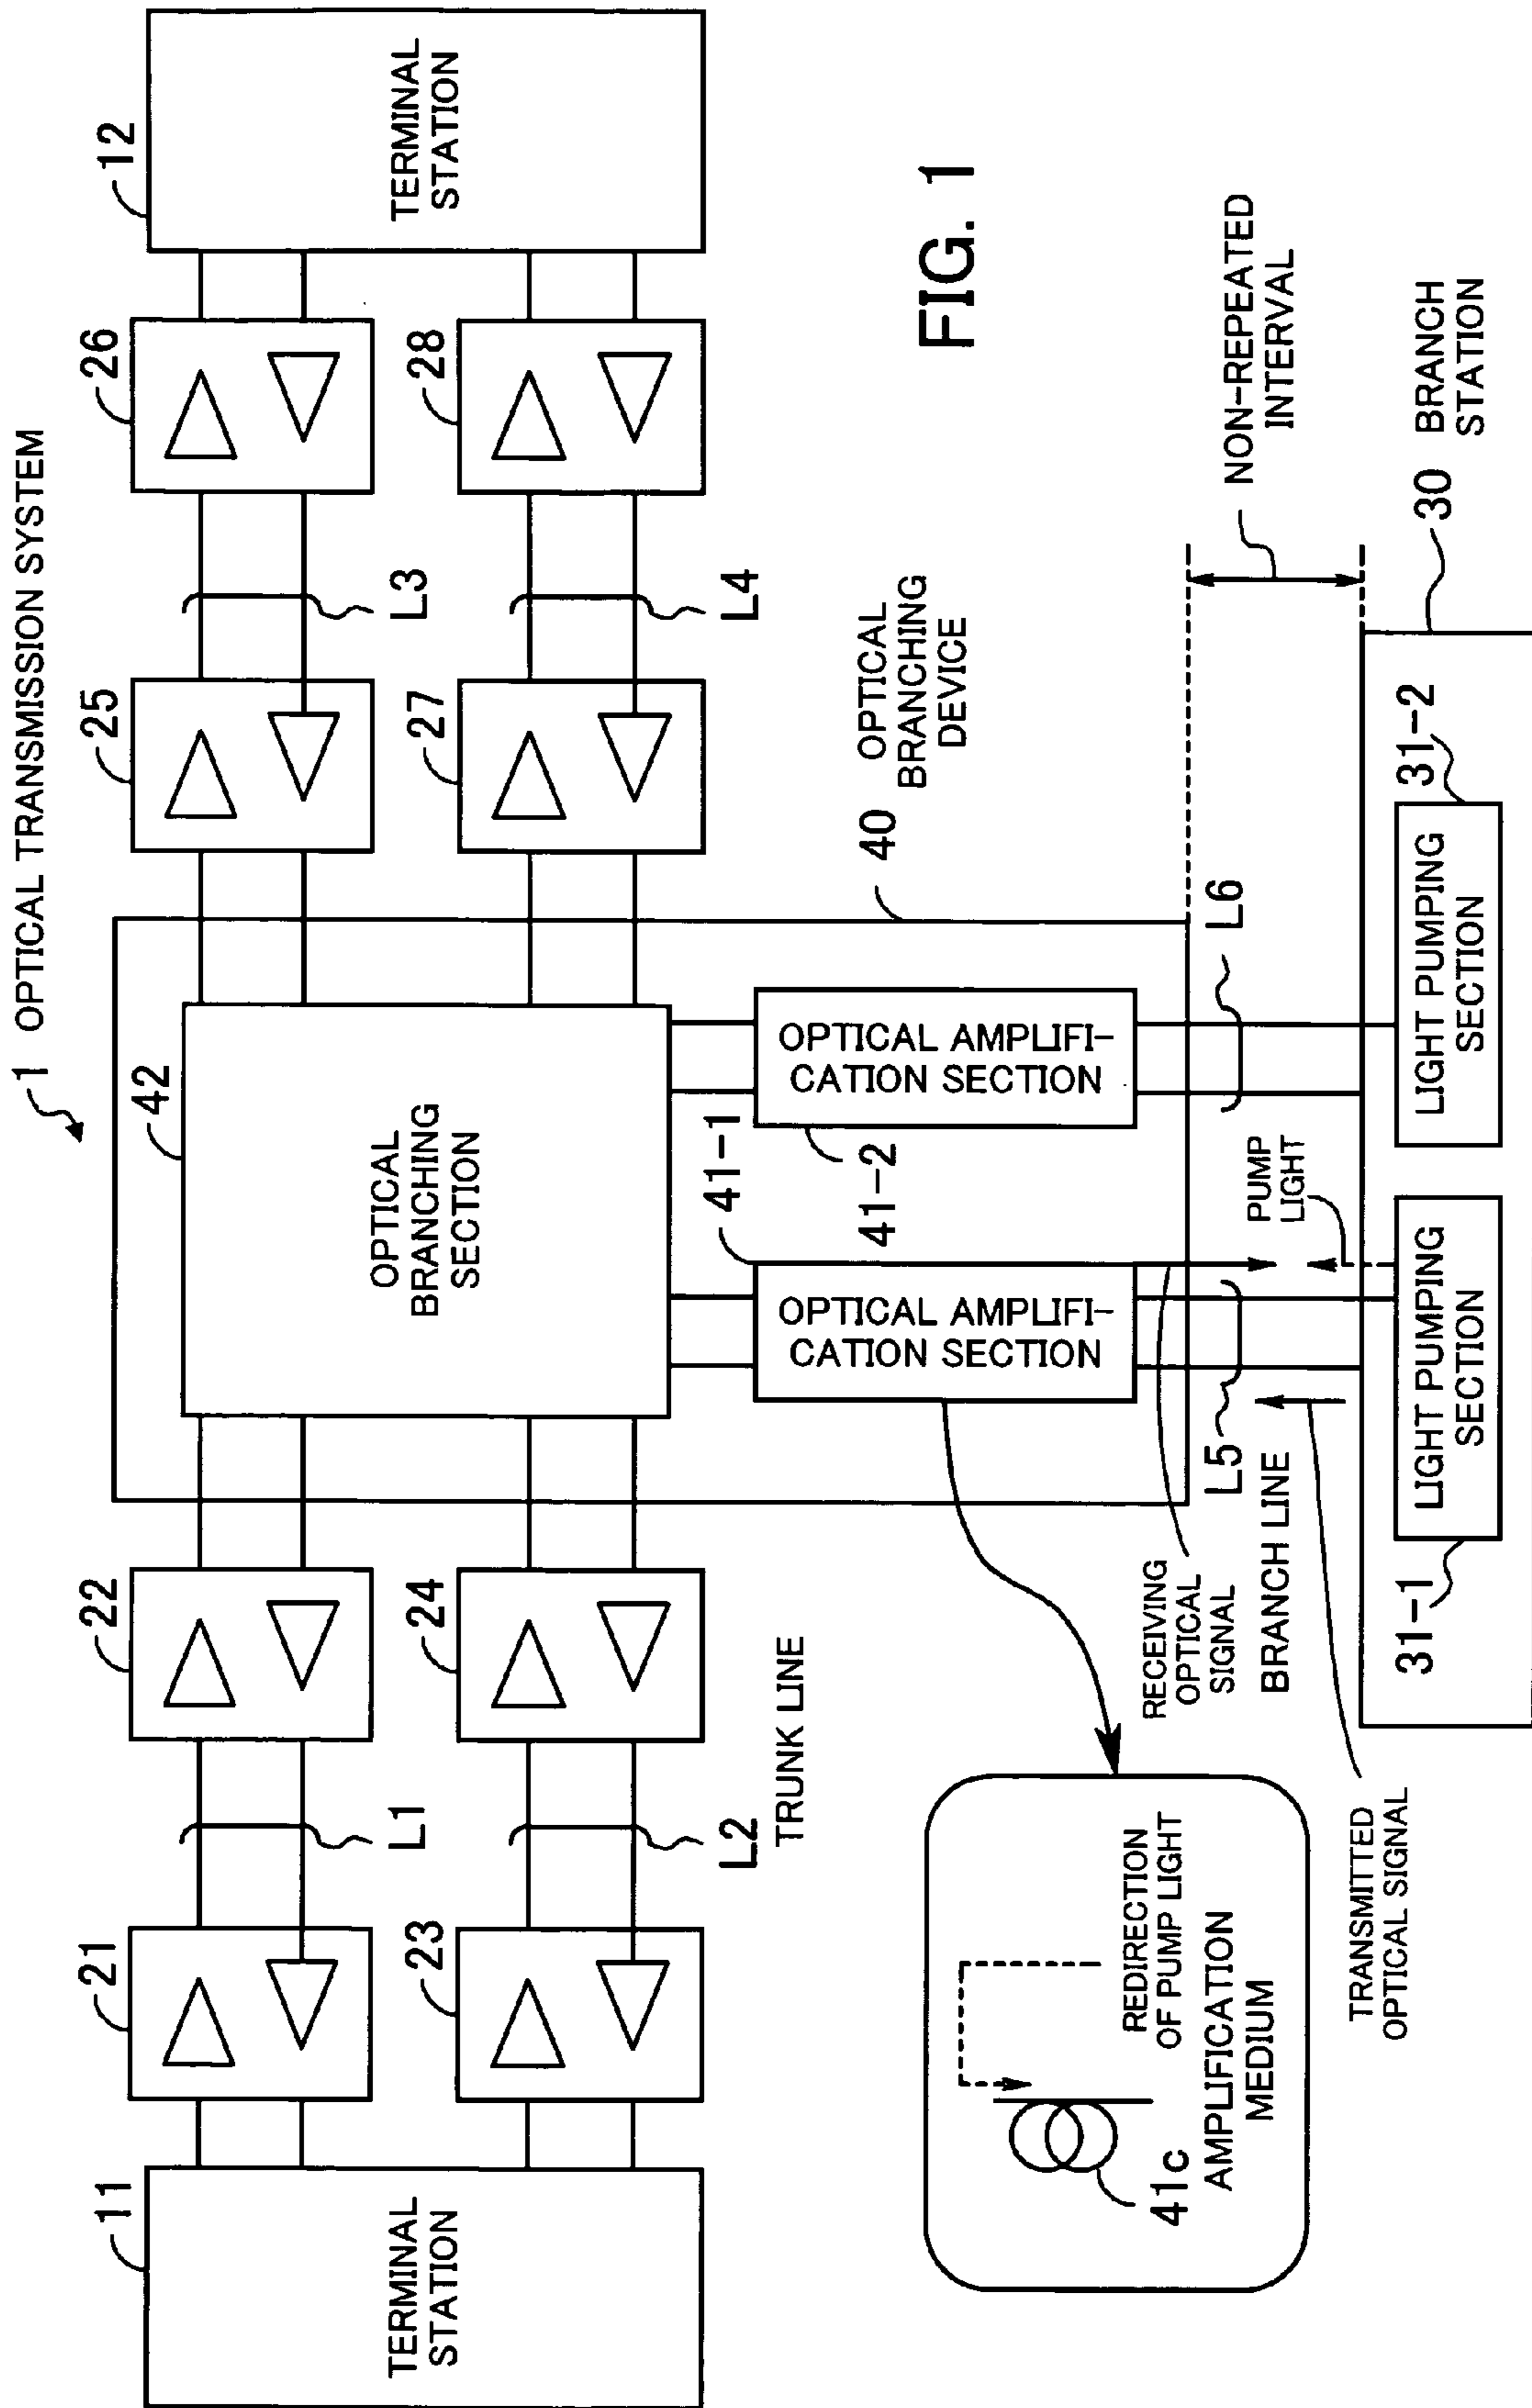 1 OPTICAL TRANSMISSION SYSTEM
11
TERMINAL
STATION
21
22
23
24
L1
L2
TRUNK LINE
42
OPTICAL
BRANCHING
SECTION
25
26
27
28
L3
L4
12
TERMINAL
STATION
40
OPTICAL
BRANCHING
DEVICE
41-1
OPTICAL AMPLIFI-
CATION SECTION
41-2
OPTICAL AMPLIFI-
CATION SECTION
FIG. 1
REDIRECTION
OF PUMP LIGHT
41c
AMPLIFICATION
MEDIUM
RECEIVING
OPTICAL
SIGNAL
L5
BRANCH LINE
TRANSMITTED
OPTICAL SIGNAL
PUMP
LIGHT
L6
NON-REPEATED
INTERVAL
30
BRANCH
STATION
31-1
LIGHT PUMPING
SECTION
31-2
LIGHT PUMPING
SECTION